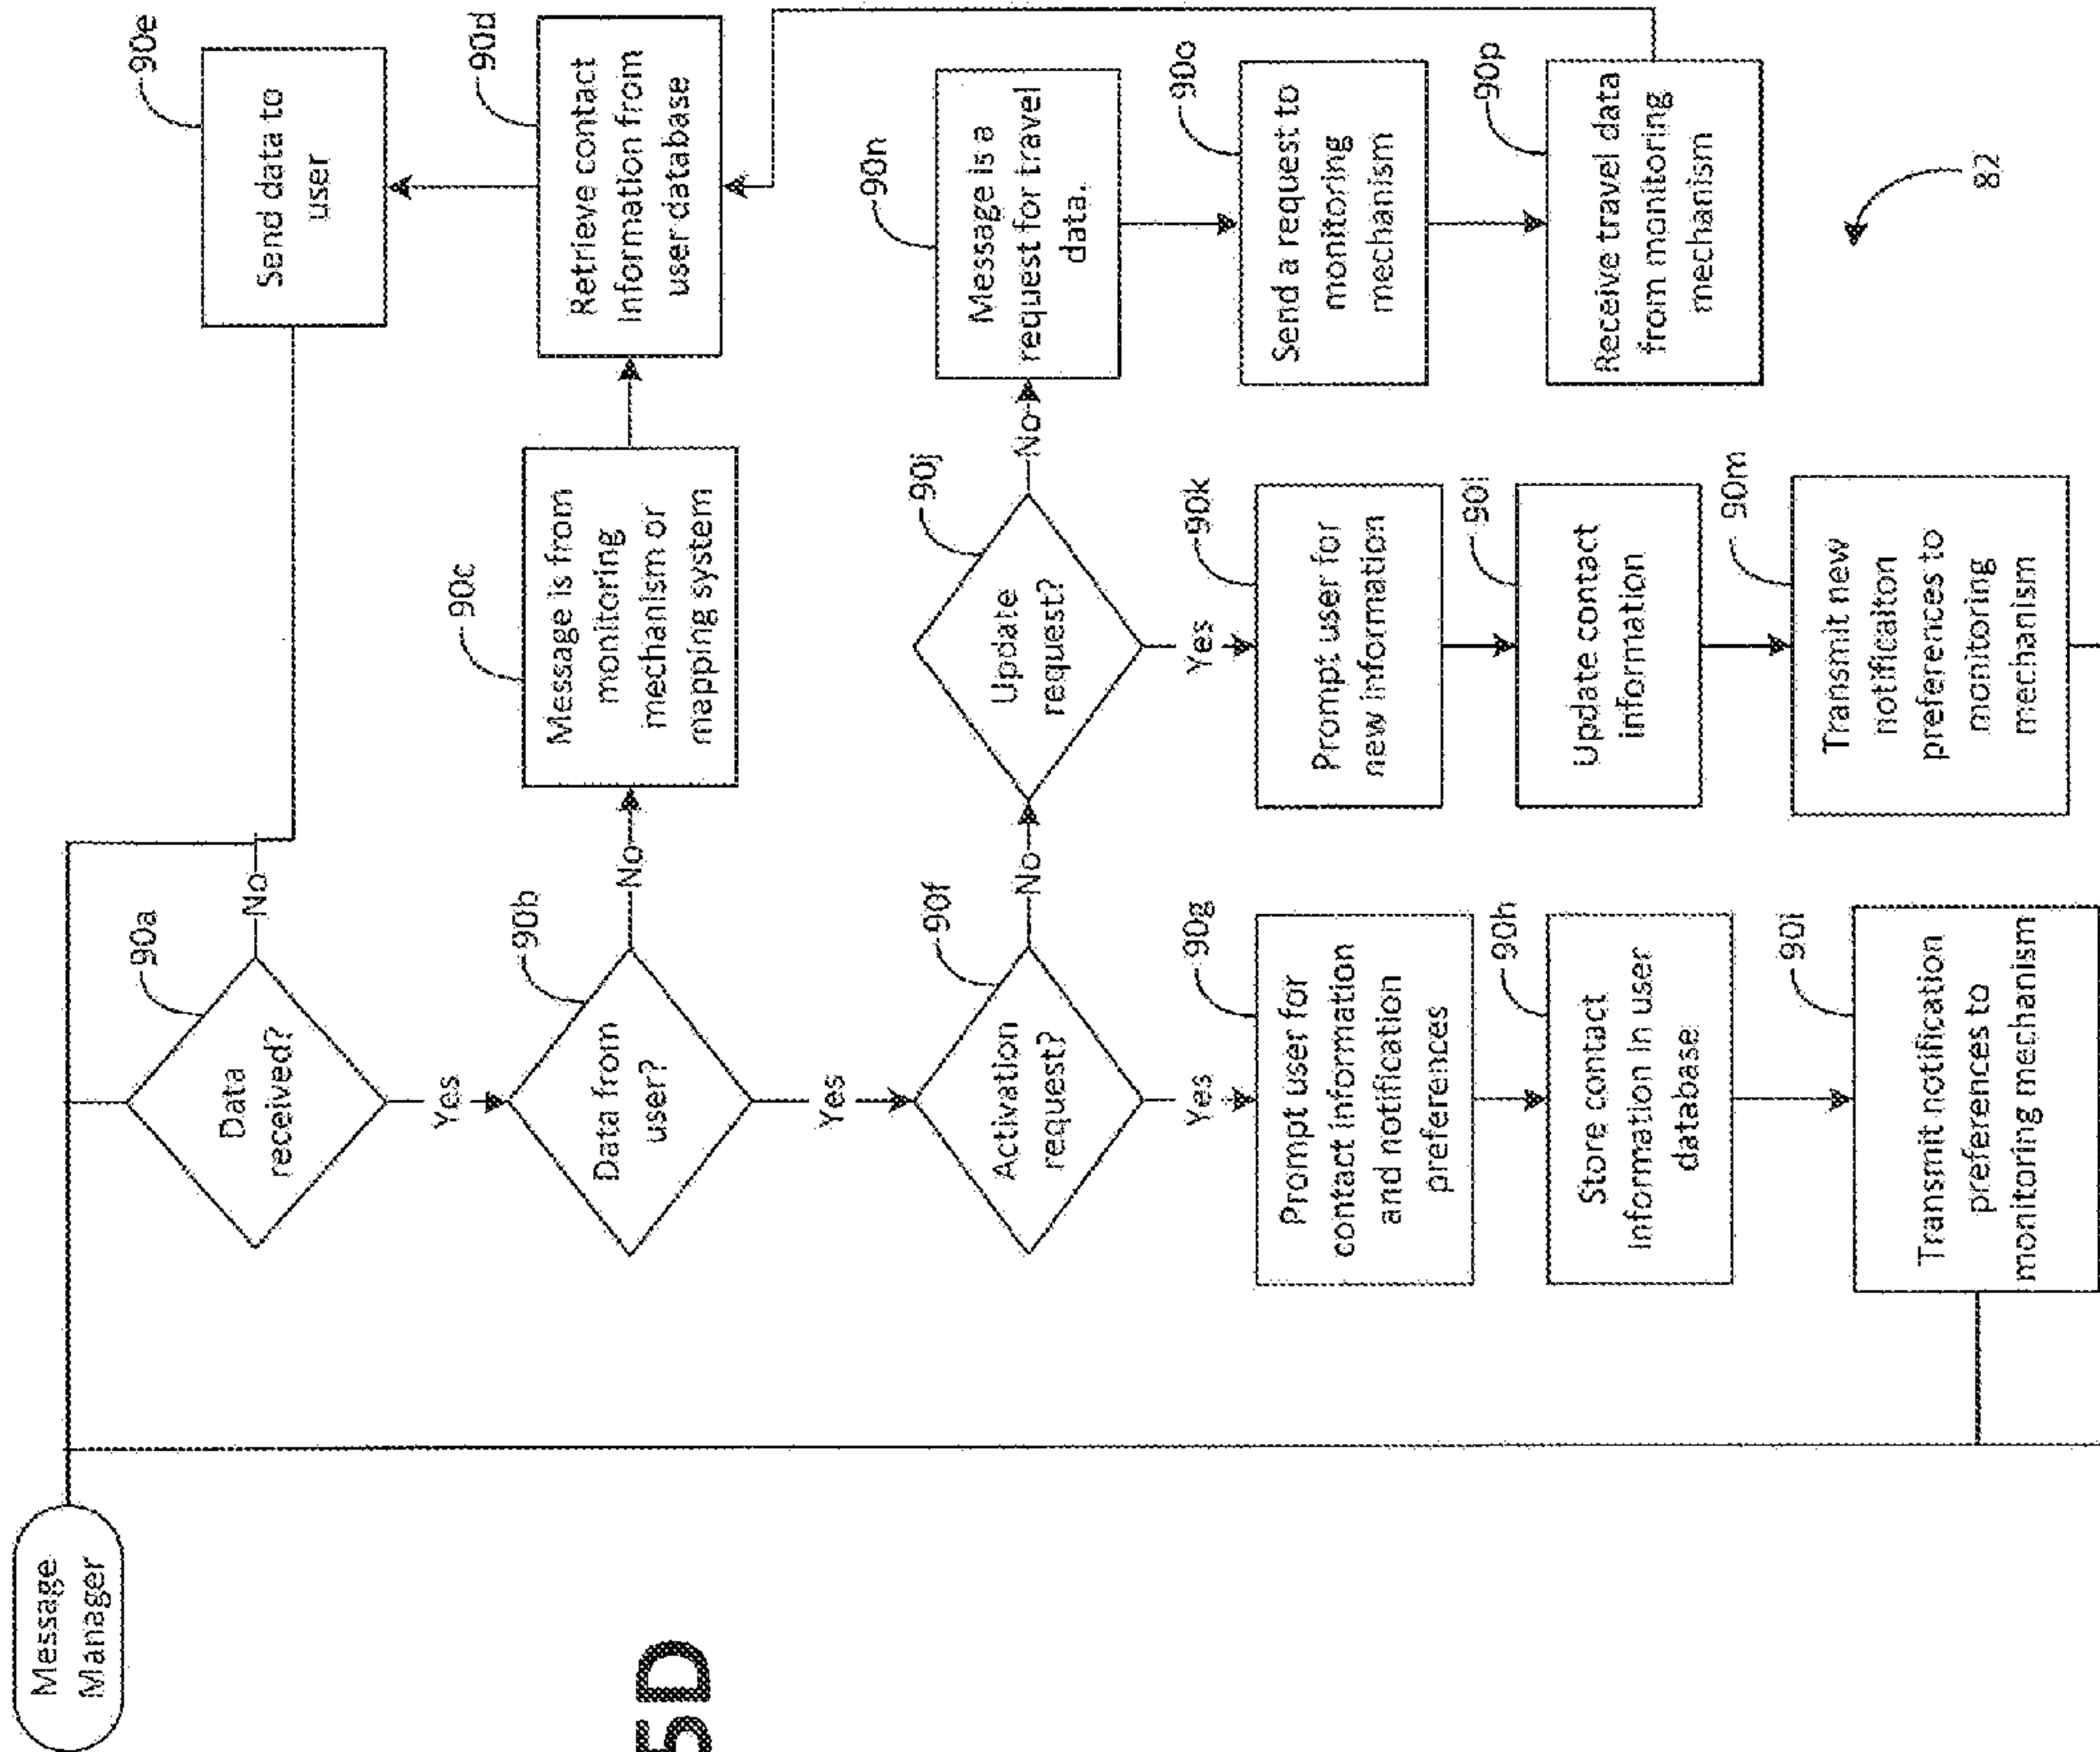 Message
Manager
Data
received?
90a
No
Yes
Data from
user?
90b
No
Yes
Message is from
monitoring
mechanism or
mapping system
90c
Retrieve contact
information from
user database
90d
Send data to
user
90e
Activation
request?
90f
No
Yes
Prompt user for
contact information
and notification
preferences
90g
Store contact
information in user
database
90h
Transmit notification
preferences to
monitoring mechanism
90i
Update
request?
90j
No
Yes
Prompt user for
new information
90k
Update contact
information
90l
Transmit new
notificaiton
preferences to
monitoring
mechanism
90m
Message is a
request for travel
data.
90n
Send a request to
monitoring
mechanism
90o
Receive travel data
from monitoring
mechanism
90p
82
5D